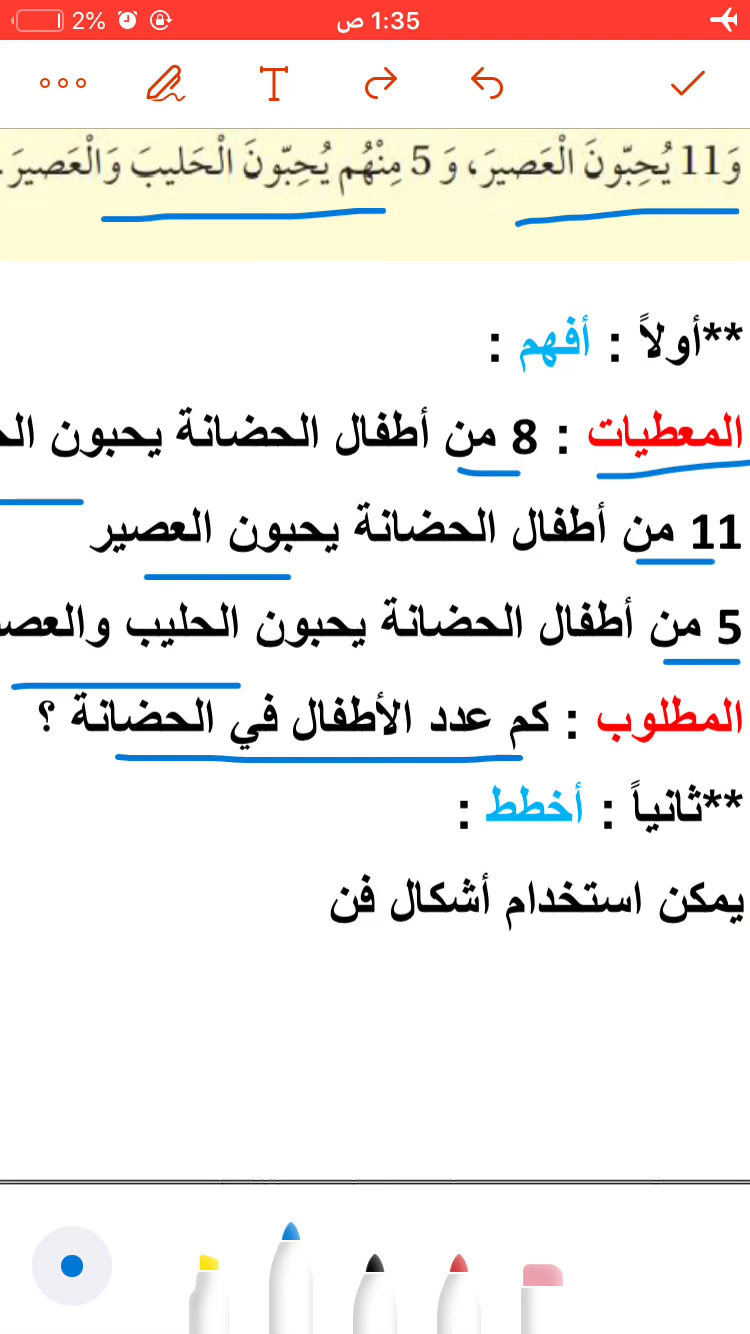 2% 1:35 ص
T
وَ11 يُحِبّونَ الْعَصيرَ، وَ 5 مِنْهُم يُحِبّونَ الْحَليبَ وَالْعَصيرَ.
**أولاً : أفهم :
المعطيات : 8 من أطفال الحضانة يحبون
11 من أطفال الحضانة يحبون العصير
5 من أطفال الحضانة يحبون الحليب
المطلوب : كم عدد الأطفال في الحضانة ؟
**ثانياً : أخطط :
يمكن استخدام أشكال فن